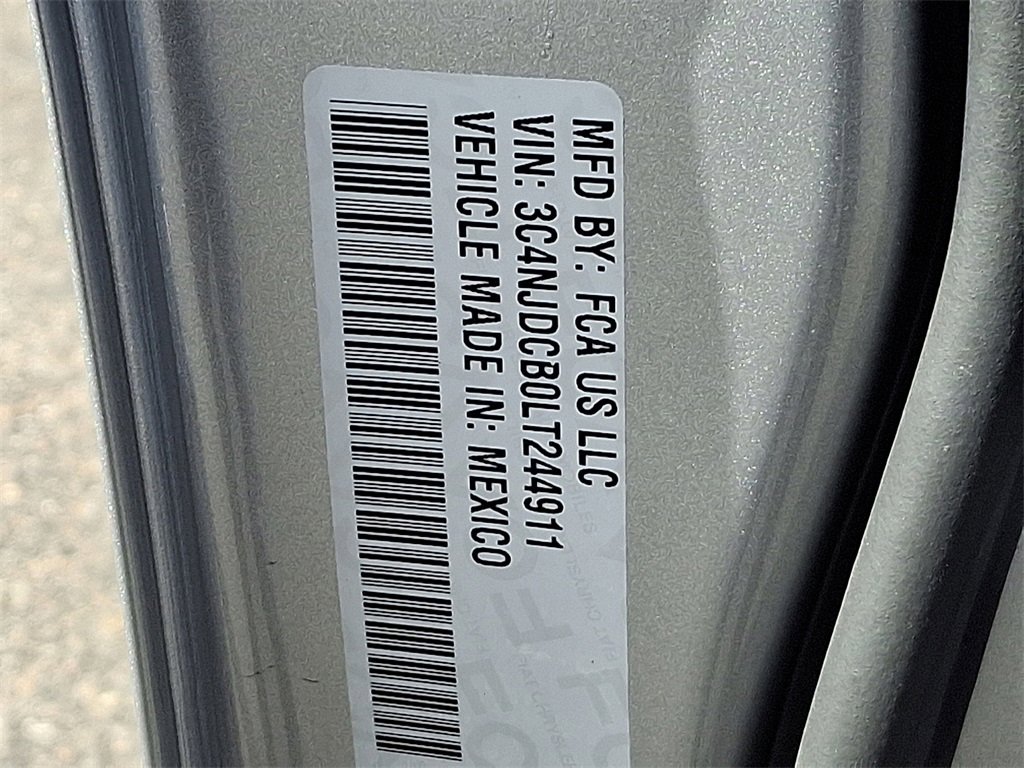 MFD BY: FCA US LLC
VIN: 3C4NJDCB0LT244911
VEHICLE MADE IN: MEXICO